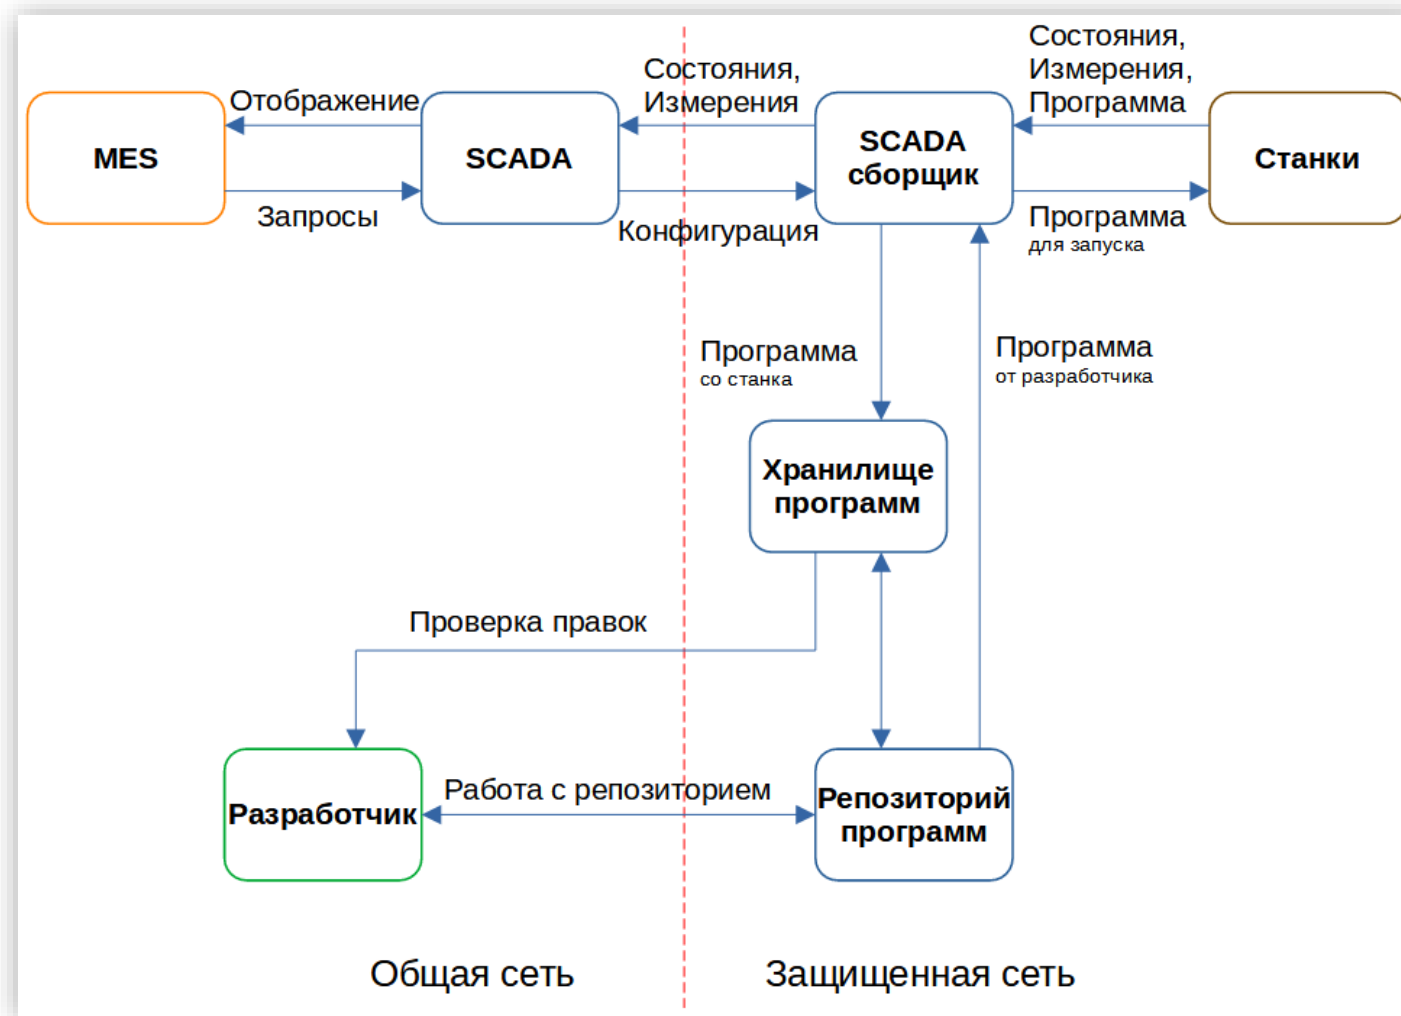 Состояния,
Измерения,
Программа
Состояния,
Измерения
Отображение
MES
SCADA
SCADA
сборщик
Станки
Запросы
Конфигурация
Программа
для запуска
Программа
со станка
Программа
от разработчика
Хранилище
программ
Проверка правок
Работа с репозиторием
Разработчик
Репозиторий
программ
Общая сеть
Защищенная сеть